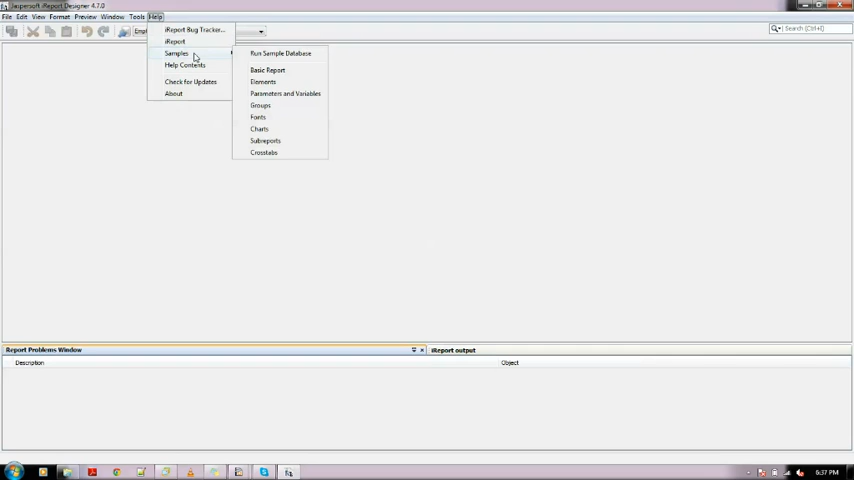 Jaspersoft iReport Designer 4.7.0
File Edit View Format Preview Window Tools Help
Search (Ctrl+I)
iReport Bug Tracker...
iReport
Samples
Help Contents
Check for Updates
About
Run Sample Database
Basic Report
Elements
Parameters and Variables
Groups
Fonts
Charts
Subreports
Crosstabs
Report Problems Window
iReport output
Description Object
6:37 PM